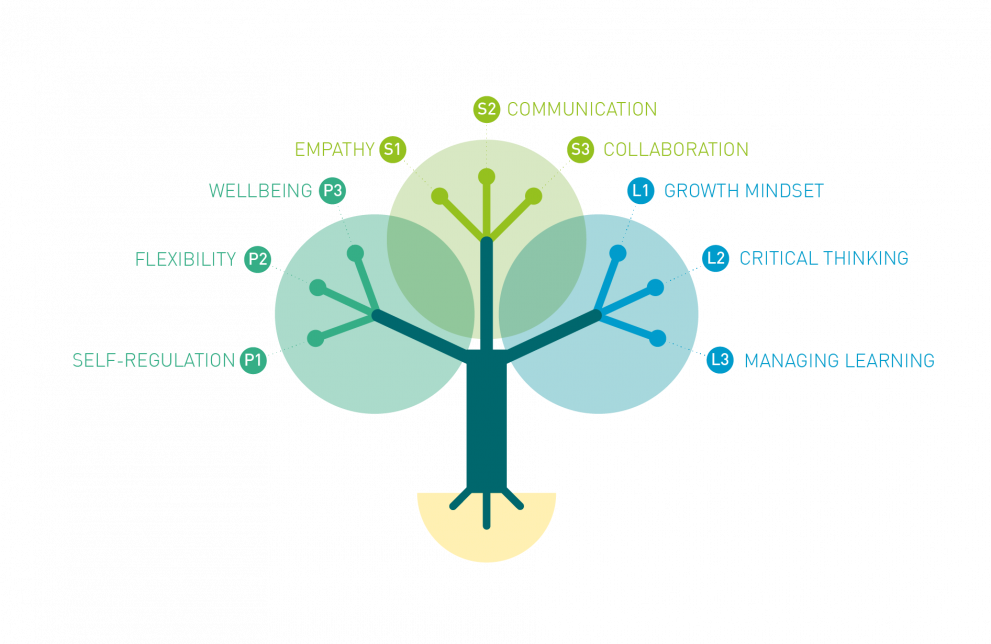 S2 COMMUNICATION
EMPATHY S1
S3 COLLABORATION
WELLBEING P3
L1 GROWTH MINDSET
FLEXIBILITY P2
L2 CRITICAL THINKING
SELF-REGULATION P1
L3 MANAGING LEARNING